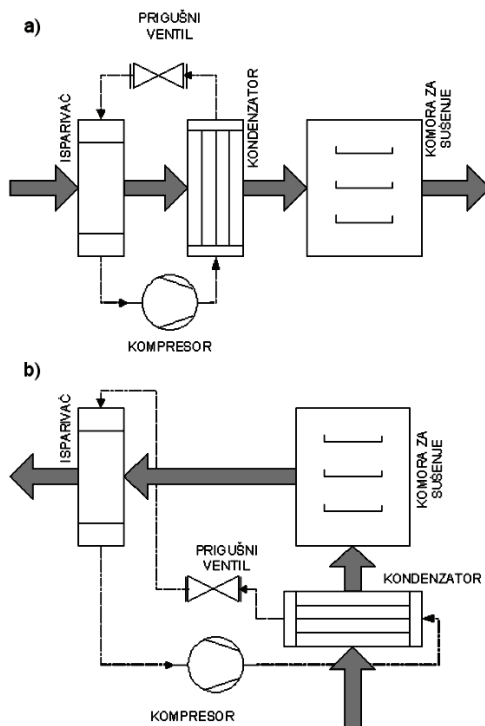 a)
PRIGUŠNI
VENTIL
ISPARIVAČ
KONDENZATOR
KOMORA ZA
SUŠENJE
KOMPRESOR
b)
ISPARIVAČ
KOMORA ZA
SUŠENJE
PRIGUŠNI
VENTIL
KONDENZATOR
KOMPRESOR